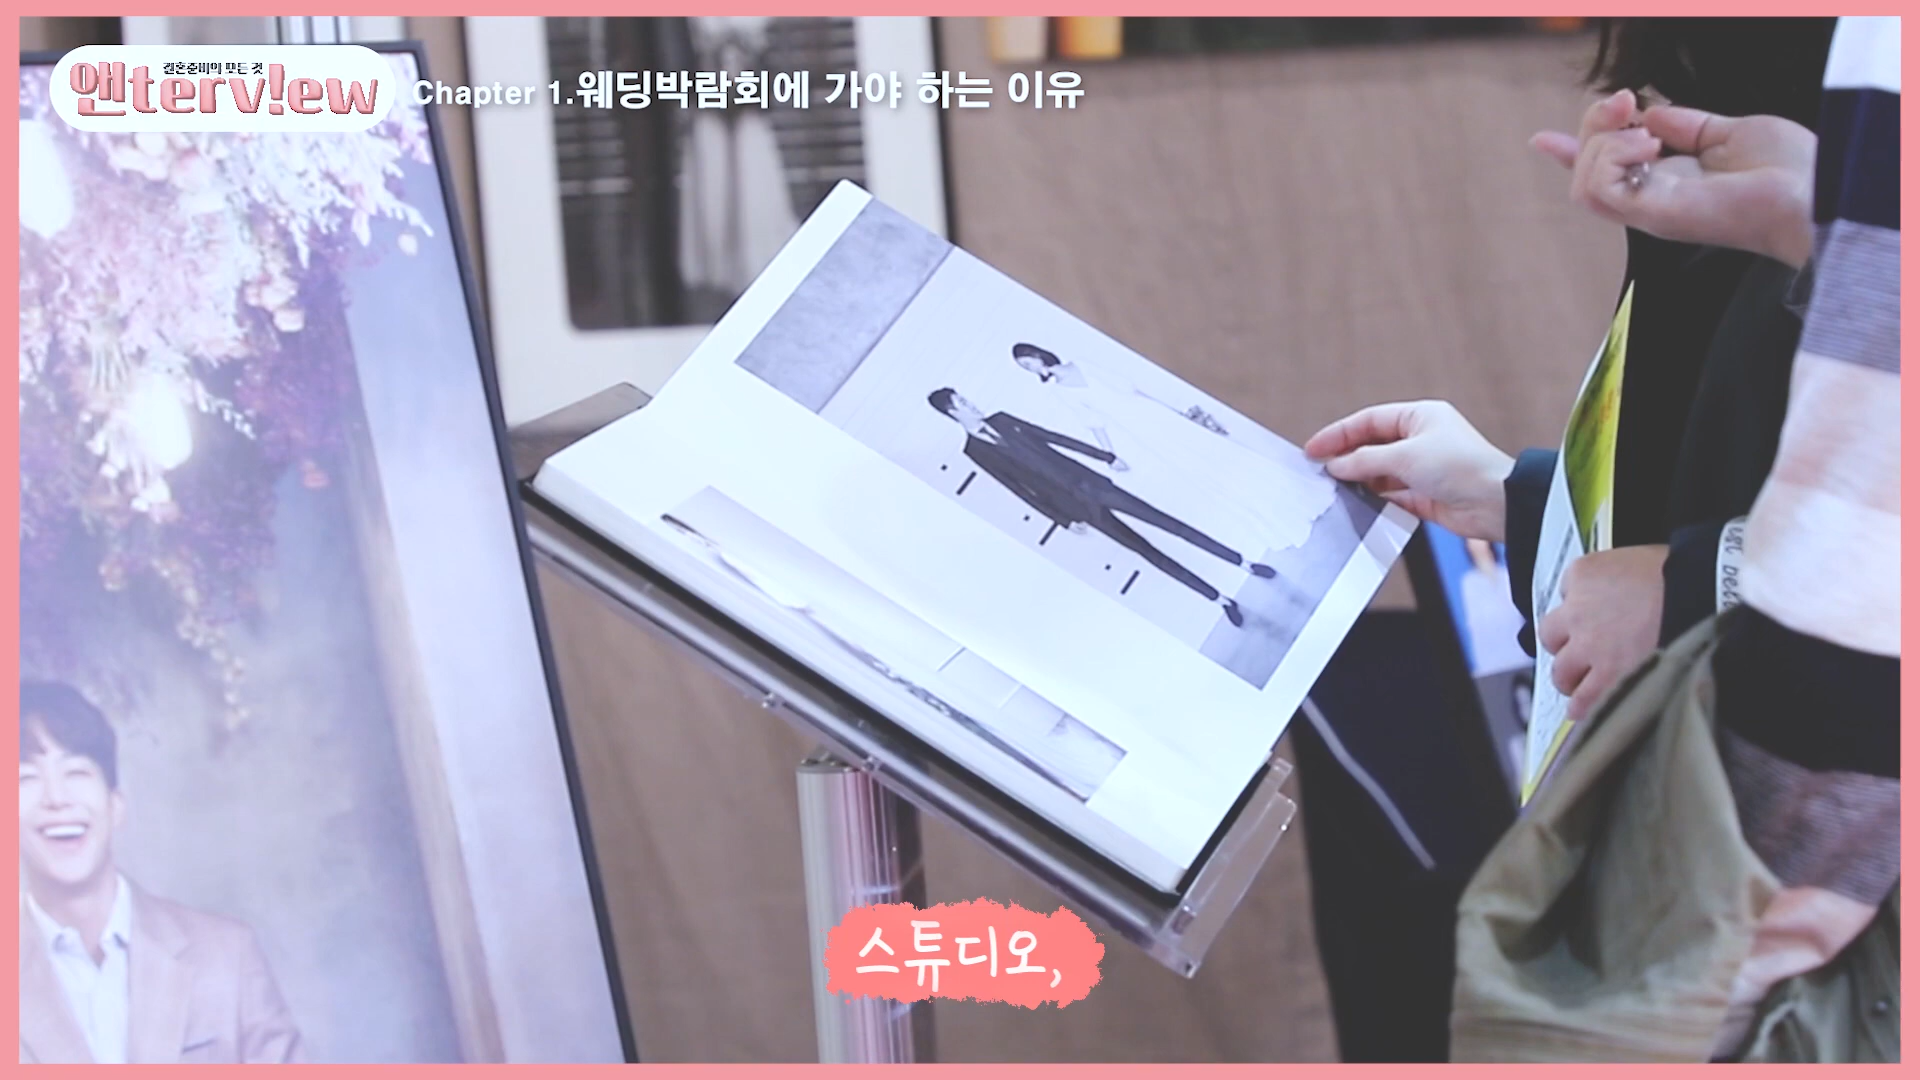 결혼준비의 모든 것
앤terv!ew
Chapter 1.웨딩박람회에 가야 하는 이유
스튜디오,